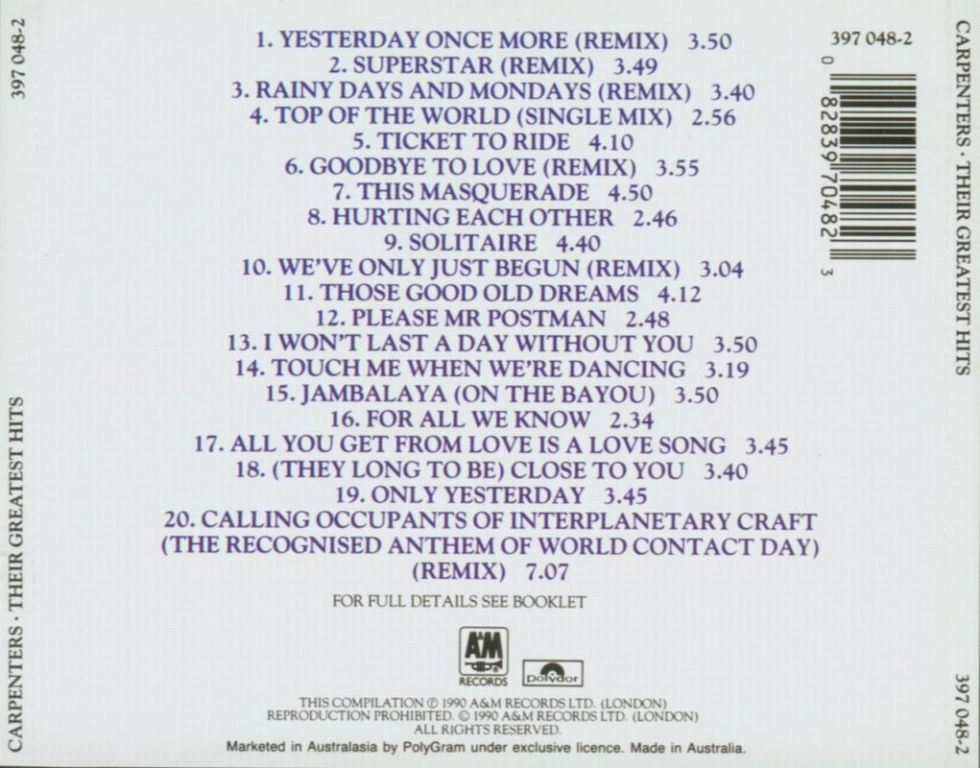 397 048-2
CARPENTERS · THEIR GREATEST HITS
1. YESTERDAY ONCE MORE (REMIX) 3.50
2. SUPERSTAR (REMIX) 3.49
3. RAINY DAYS AND MONDAYS (REMIX) 3.40
4. TOP OF THE WORLD (SINGLE MIX) 2.56
5. TICKET TO RIDE 4.10
6. GOODBYE TO LOVE (REMIX) 3.55
7. THIS MASQUERADE 4.50
8. HURTING EACH OTHER 2.46
9. SOLITAIRE 4.40
10. WE'VE ONLY JUST BEGUN (REMIX) 3.04
11. THOSE GOOD OLD DREAMS 4.12
12. PLEASE MR POSTMAN 2.48
13. I WON'T LAST A DAY WITHOUT YOU 3.50
14. TOUCH ME WHEN WE'RE DANCING 3.19
15. JAMBALAYA (ON THE BAYOU) 3.50
16. FOR ALL WE KNOW 2.34
17. ALL YOU GET FROM LOVE IS A LOVE SONG 3.45
18. (THEY LONG TO BE) CLOSE TO YOU 3.40
19. ONLY YESTERDAY 3.45
20. CALLING OCCUPANTS OF INTERPLANETARY CRAFT
(THE RECOGNISED ANTHEM OF WORLD CONTACT DAY)
(REMIX) 7.07
FOR FULL DETAILS SEE BOOKLET
A&M
RECORDS
Polydor
THIS COMPILATION ℗ 1990 A&M RECORDS LTD. (LONDON)
REPRODUCTION PROHIBITED. © 1990 A&M RECORDS LTD. (LONDON)
ALL RIGHTS RESERVED.
Marketed in Australasia by PolyGram under exclusive licence. Made in Australia.
397 048-2
0 82839 70482 3
CARPENTERS · THEIR GREATEST HITS
397 048-2